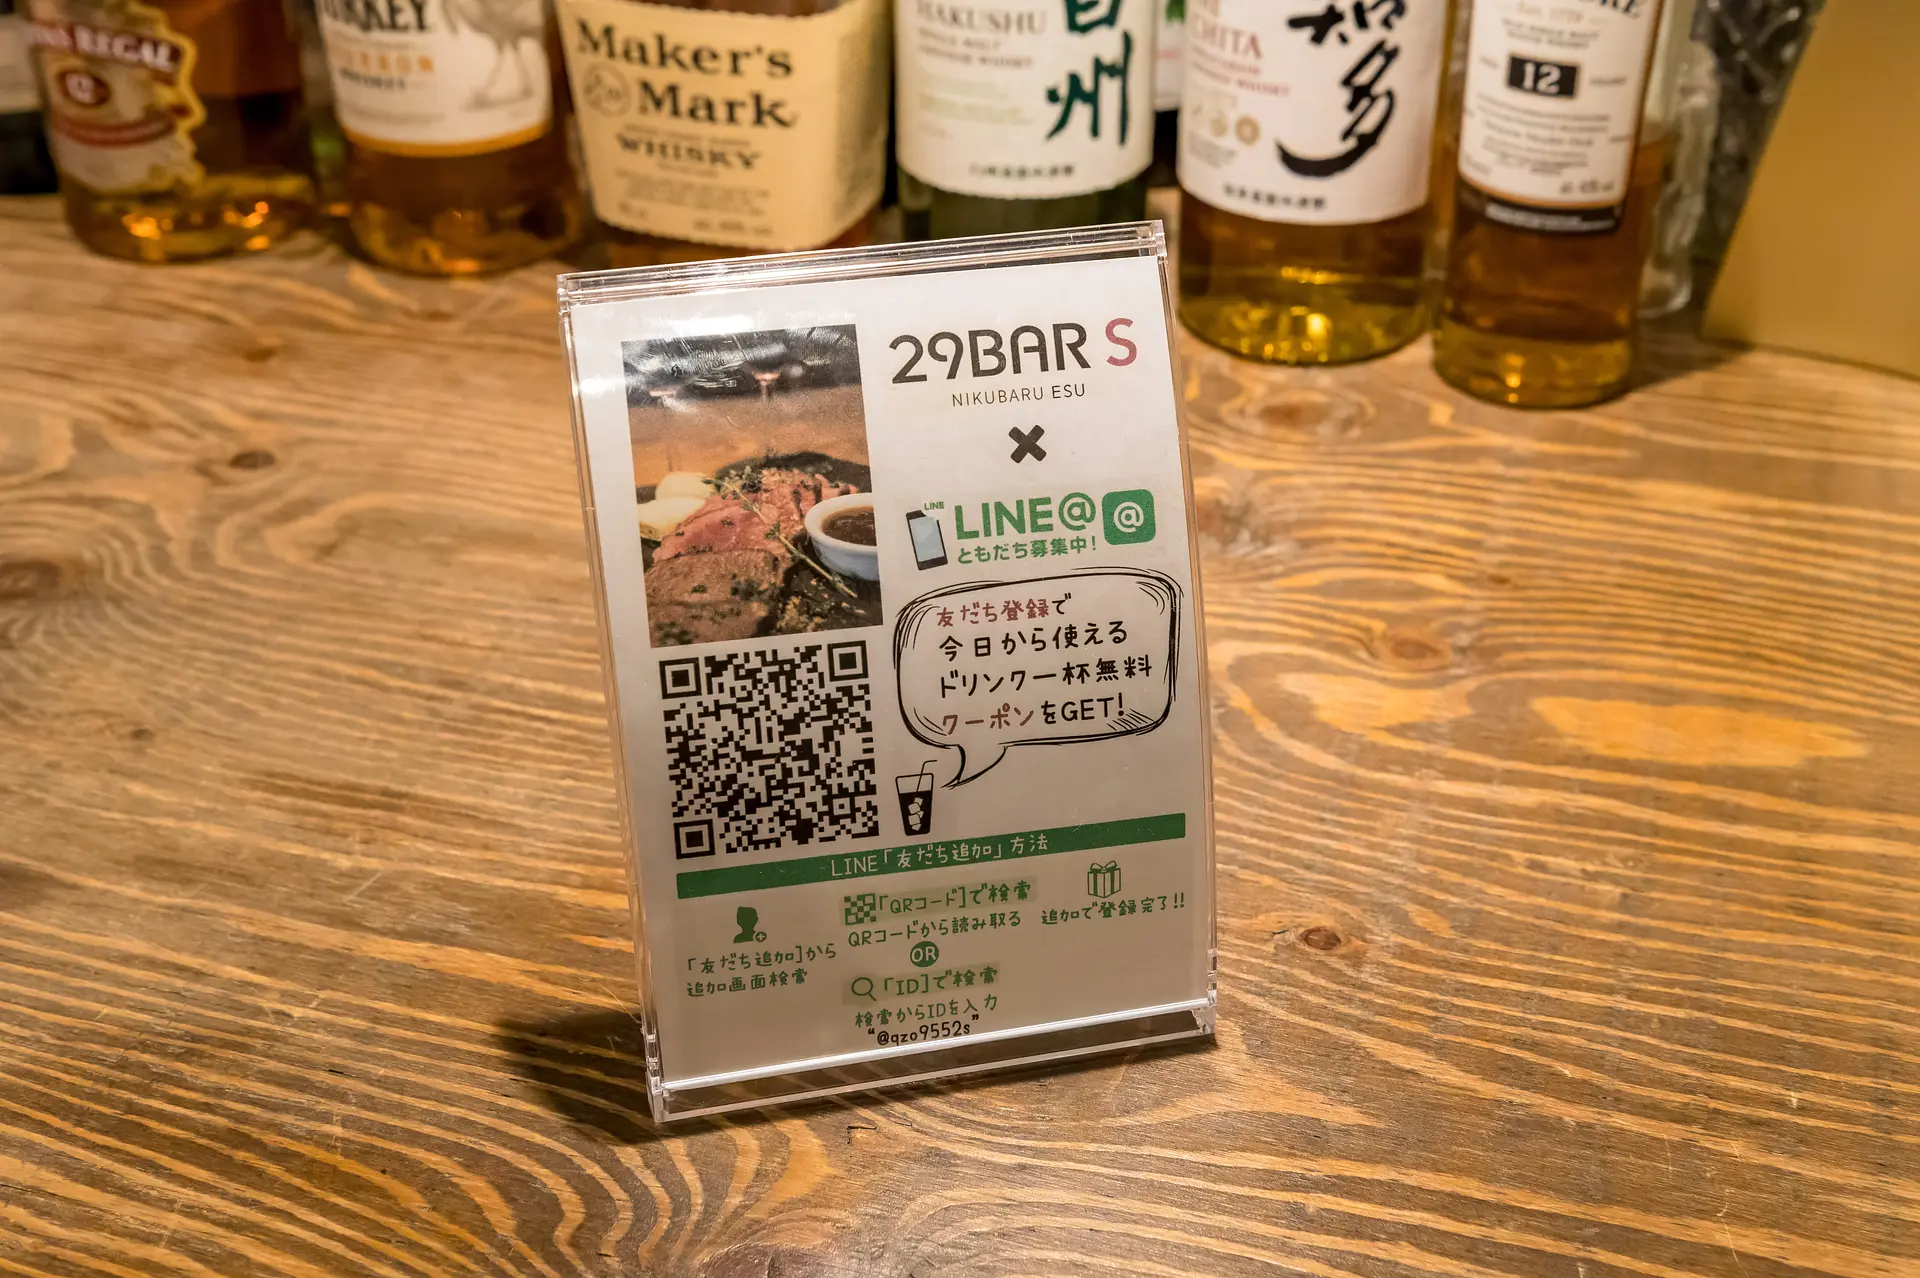 REGAL
TURKEY
Maker's
Mark
WHISKY
HAKUSHU
白州
知多
12
29BAR S
NIKUBARU ESU
LINE
LINE@
@
ともだち募集中!
友だち登録で
今日から使える
ドリンク一杯無料
クーポンをGET!
LINE「友だち追加」方法
「友だち追加」から
追加画面検索
「QRコード」で検索
QRコードから読み取る
OR
「ID」で検索
検索からIDを入力
"@qzo9552s"
追加で登録完了!!